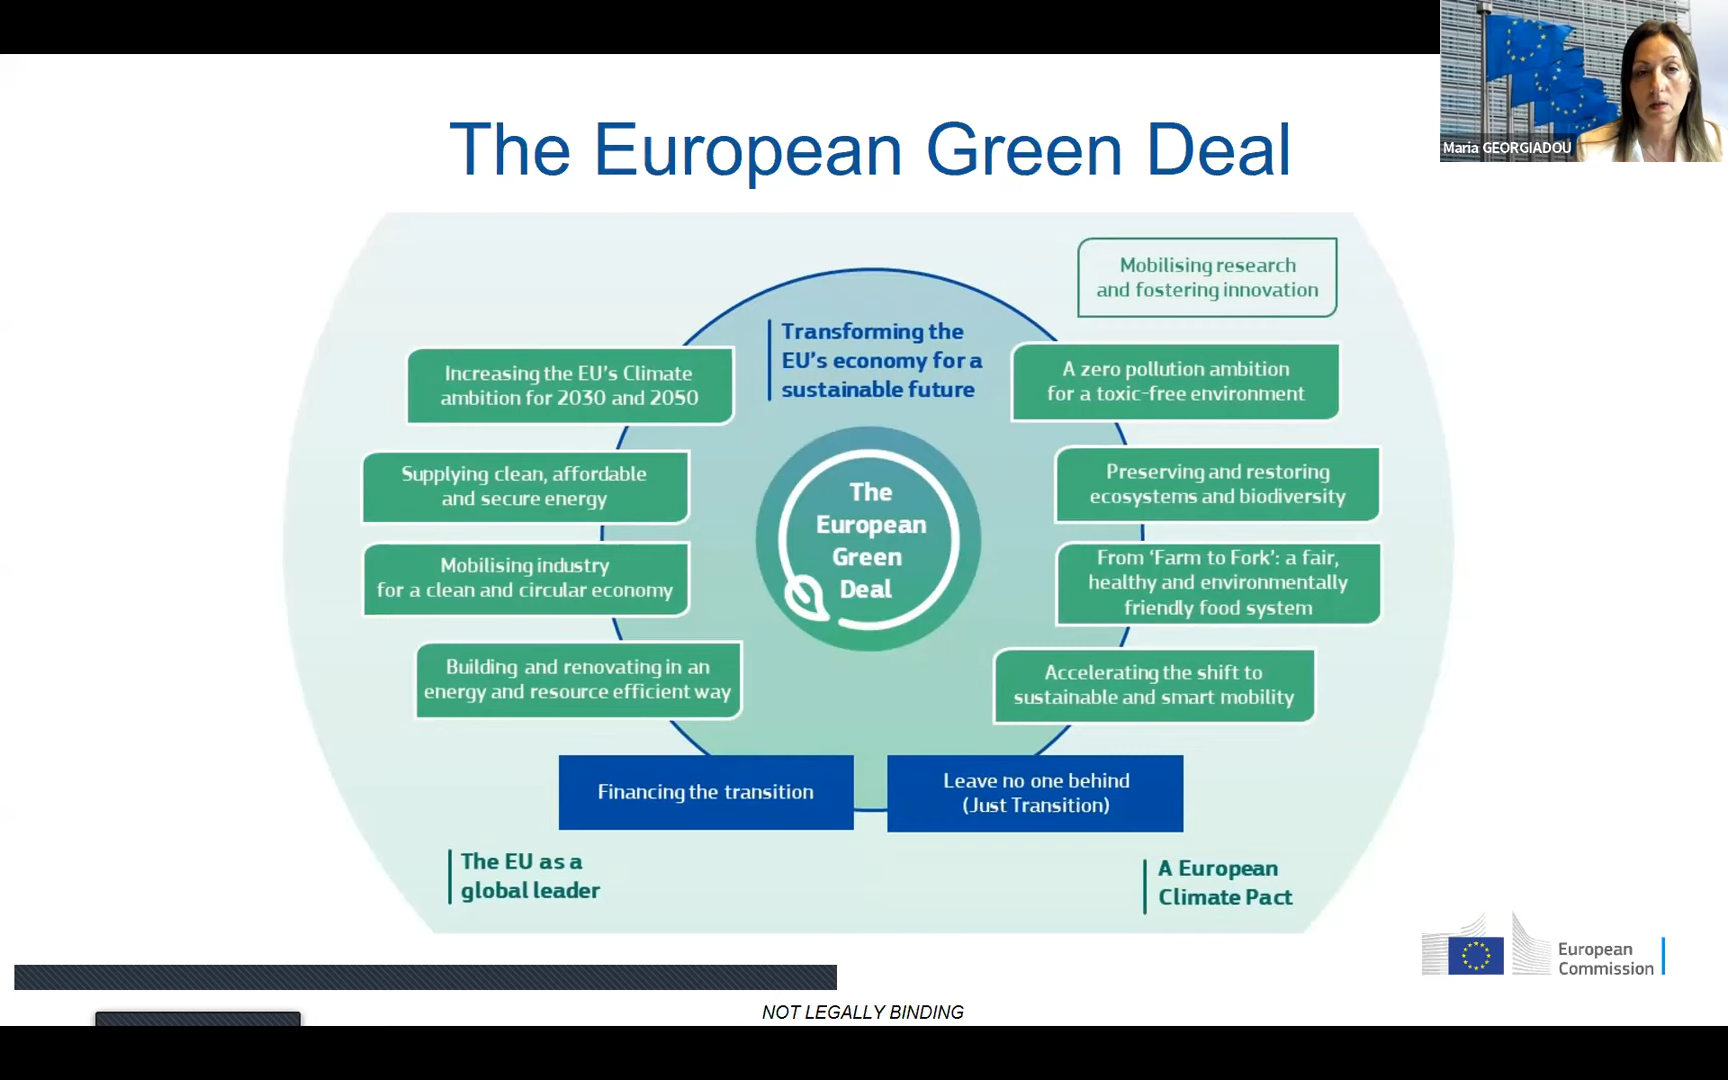 Maria GEORGIADOU
The European Green Deal
Mobilising research
and fostering innovation
Transforming the
EU's economy for a
sustainable future
Increasing the EU's Climate
ambition for 2030 and 2050
A zero pollution ambition
for a toxic-free environment
Supplying clean, affordable
and secure energy
Preserving and restoring
ecosystems and biodiversity
The
European
Green
Deal
Mobilising industry
for a clean and circular economy
From ‘Farm to Fork’: a fair,
healthy and environmentally
friendly food system
Building and renovating in an
energy and resource efficient way
Accelerating the shift to
sustainable and smart mobility
Financing the transition
Leave no one behind
(Just Transition)
The EU as a
global leader
A European
Climate Pact
European
Commission
NOT LEGALLY BINDING